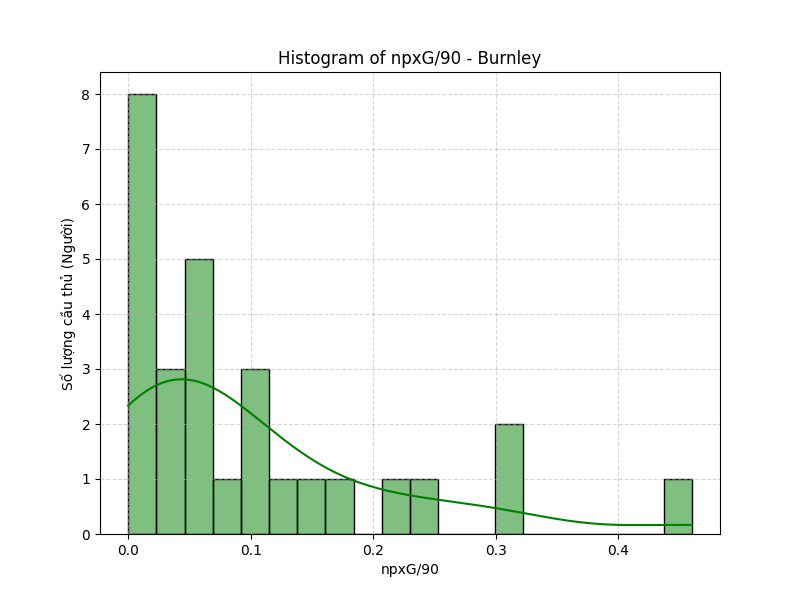 Histogram of npxG/90 - Burnley
Số lượng cầu thủ (Người)
8
7
6
5
4
3
2
1
0
0.0 0.1 0.2 0.3 0.4
npxG/90